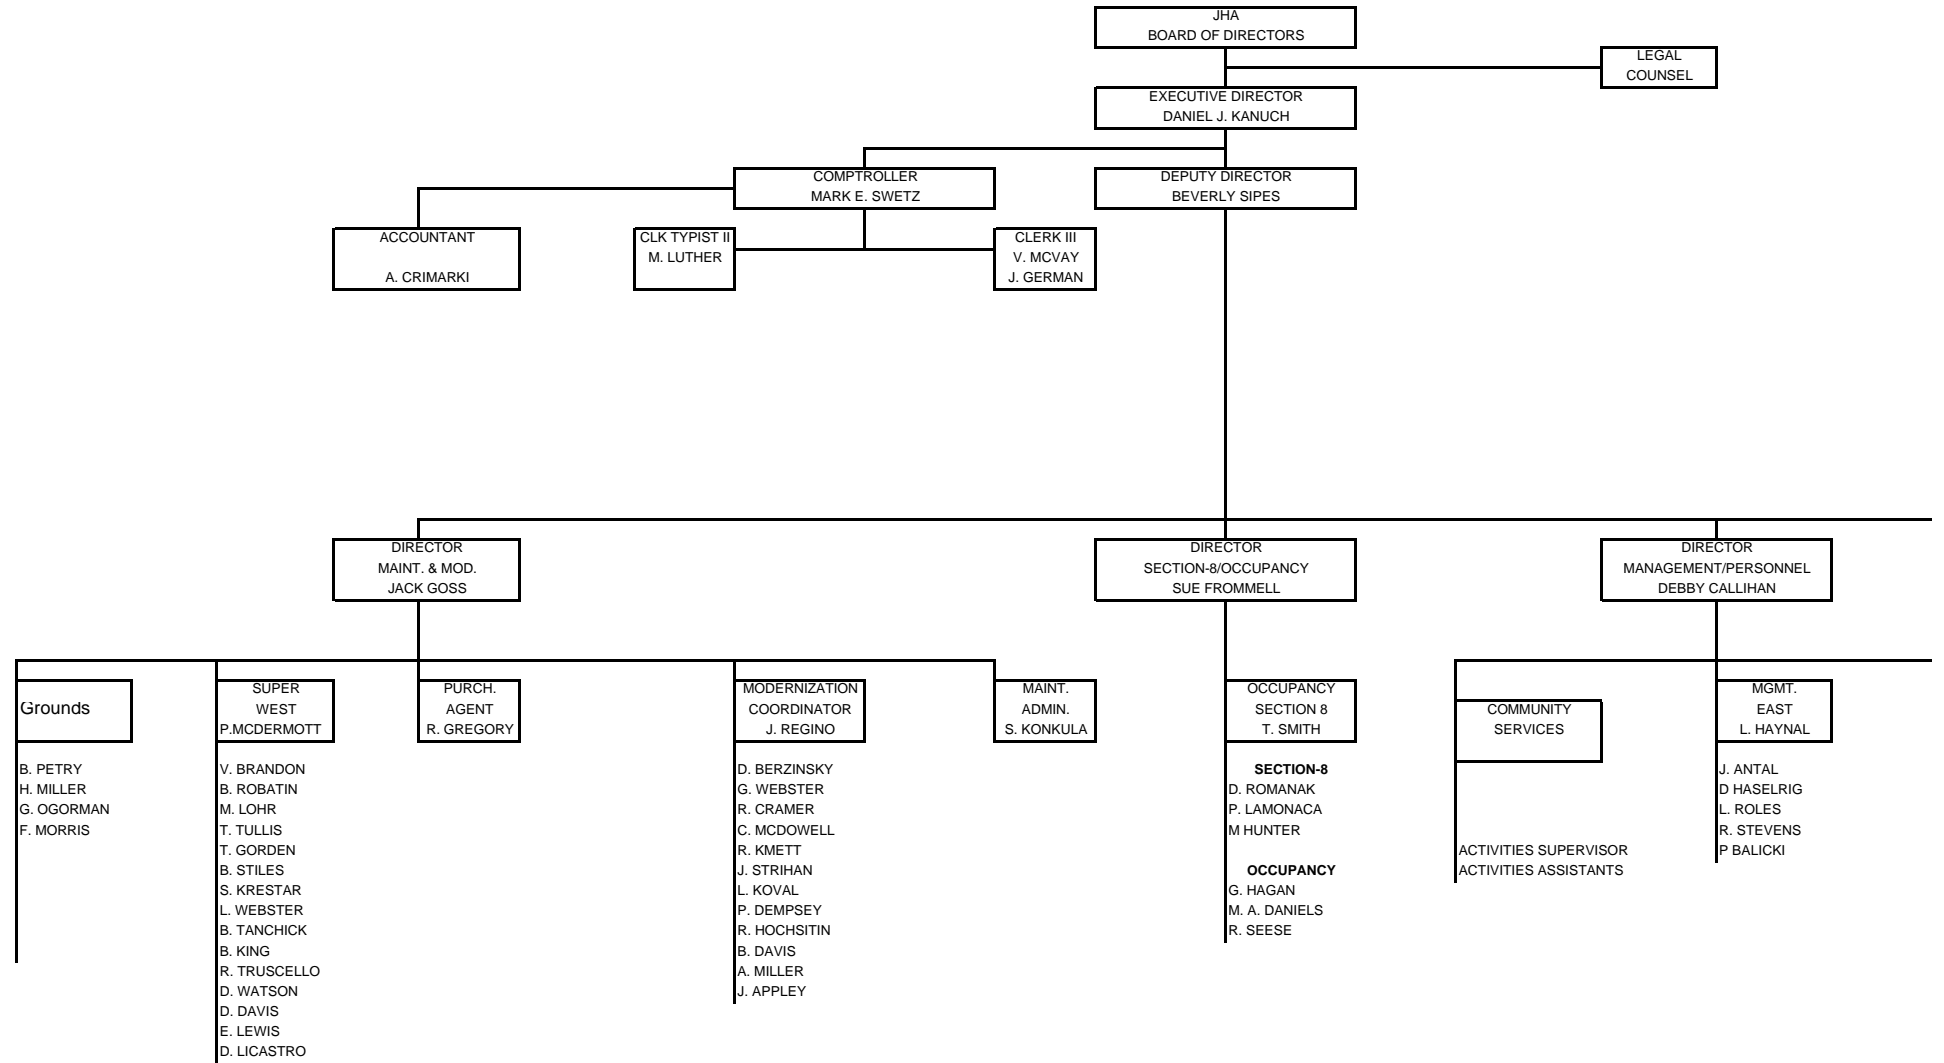 JHA
BOARD OF DIRECTORS
LEGAL
COUNSEL
EXECUTIVE DIRECTOR
DANIEL J. KANUCH
COMPTROLLER
MARK E. SWETZ
DEPUTY DIRECTOR
BEVERLY SIPES
ACCOUNTANT
A. CRIMARKI
CLK TYPIST II
M. LUTHER
CLERK III
V. MCVAY
J. GERMAN
DIRECTOR
MAINT. & MOD.
JACK GOSS
DIRECTOR
SECTION-8/OCCUPANCY
SUE FROMMELL
DIRECTOR
MANAGEMENT/PERSONNEL
DEBBY CALLIHAN
Grounds
B. PETRY
H. MILLER
G. OGORMAN
F. MORRIS
SUPER
WEST
P.MCDERMOTT
V. BRANDON
B. ROBATIN
M. LOHR
T. TULLIS
T. GORDEN
B. STILES
S. KRESTAR
L. WEBSTER
B. TANCHICK
B. KING
R. TRUSCELLO
D. WATSON
D. DAVIS
E. LEWIS
D. LICASTRO
PURCH.
AGENT
R. GREGORY
MODERNIZATION
COORDINATOR
J. REGINO
D. BERZINSKY
G. WEBSTER
R. CRAMER
C. MCDOWELL
R. KMETT
J. STRIHAN
L. KOVAL
P. DEMPSEY
R. HOCHSITIN
B. DAVIS
A. MILLER
J. APPLEY
MAINT.
ADMIN.
S. KONKULA
OCCUPANCY
SECTION 8
T. SMITH
SECTION-8
D. ROMANAK
P. LAMONACA
M HUNTER
OCCUPANCY
G. HAGAN
M. A. DANIELS
R. SEESE
COMMUNITY
SERVICES
ACTIVITIES SUPERVISOR
ACTIVITIES ASSISTANTS
MGMT.
EAST
L. HAYNAL
J. ANTAL
D HASELRIG
L. ROLES
R. STEVENS
P BALICKI